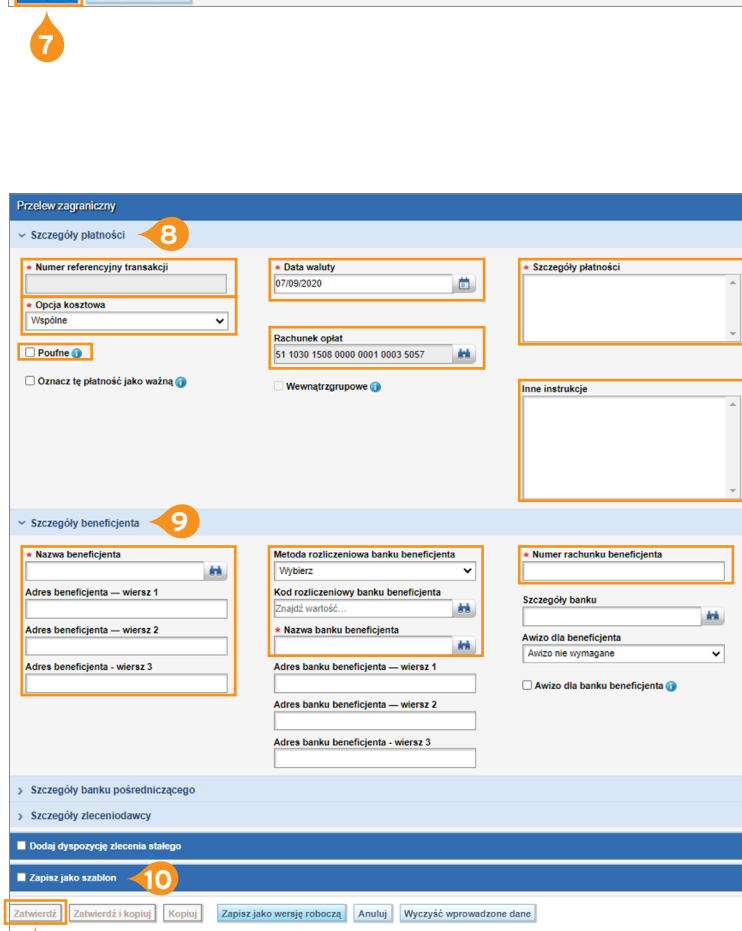 7
Przelew zagraniczny
Szczegóły płatności
8
* Numer referencyjny transakcji
* Opcja kosztowa
Wspólne
Poufne
Oznacz tę płatność jako ważną
* Data waluty
07/09/2020
Rachunek opłat
51 1030 1508 0000 0001 0003 5057
Wewnątrzgrupowe
* Szczegóły płatności
Inne instrukcje
Szczegóły beneficjenta
9
* Nazwa beneficjenta
Adres beneficjenta — wiersz 1
Adres beneficjenta — wiersz 2
Adres beneficjenta - wiersz 3
Metoda rozliczeniowa banku beneficjenta
Wybierz
Kod rozliczeniowy banku beneficjenta
Znajdź wartość...
* Nazwa banku beneficjenta
Adres banku beneficjenta — wiersz 1
Adres banku beneficjenta — wiersz 2
Adres banku beneficjenta - wiersz 3
* Numer rachunku beneficjenta
Szczegóły banku
Awizo dla beneficjenta
Awizo nie wymagane
Awizo dla banku beneficjenta
Szczegóły banku pośredniczącego
Szczegóły zleceniodawcy
Dodaj dyspozycję zlecenia stałego
Zapisz jako szablon
10
Zatwierdź Zatwierdź i kopiuj Kopiuj Zapisz jako wersję roboczą Anuluj Wyczyść wprowadzone dane